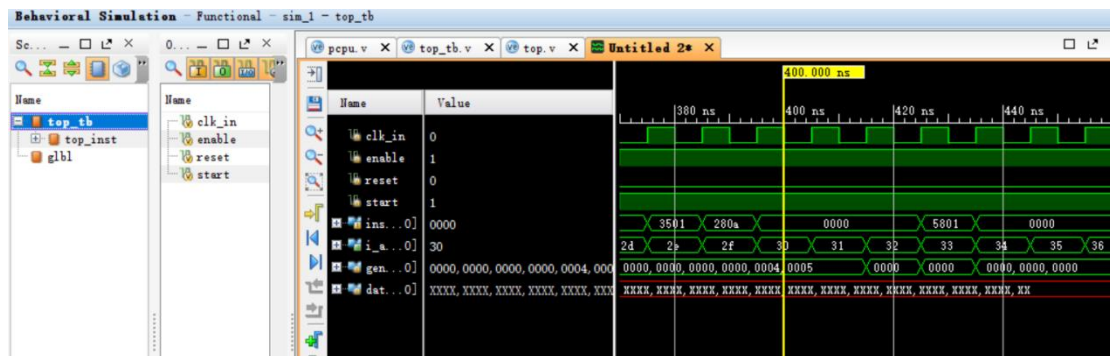 Behavioral Simulation - Functional - sim_1 - top_tb
Sc...
O...
pcpu.v
top_tb.v
top.v
Untitled 2*
400.000 ns
Name
Name
Name
Value
380 ns
400 ns
420 ns
440 ns
top_tb
top_inst
glbl
clk_in
enable
reset
start
clk_in
0
enable
1
reset
0
start
1
ins...0]
0000
3501
280a
0000
5801
0000
i_a...0]
30
2d
2e
2f
30
31
32
33
34
35
36
gen...0]
0000, 0000, 0000, 0000, 0004, 000
0000, 0000, 0000, 0000, 0004, 0005
0000
0000
0000, 0000, 0000
dat...0]
XXXX, XXXX, XXXX, XXXX, XXXX, XXX
XXXX, XXXX, XXXX, XXXX, XXXX, XXXX, XXXX, XXXX, XXXX, XXXX, XXXX, XX